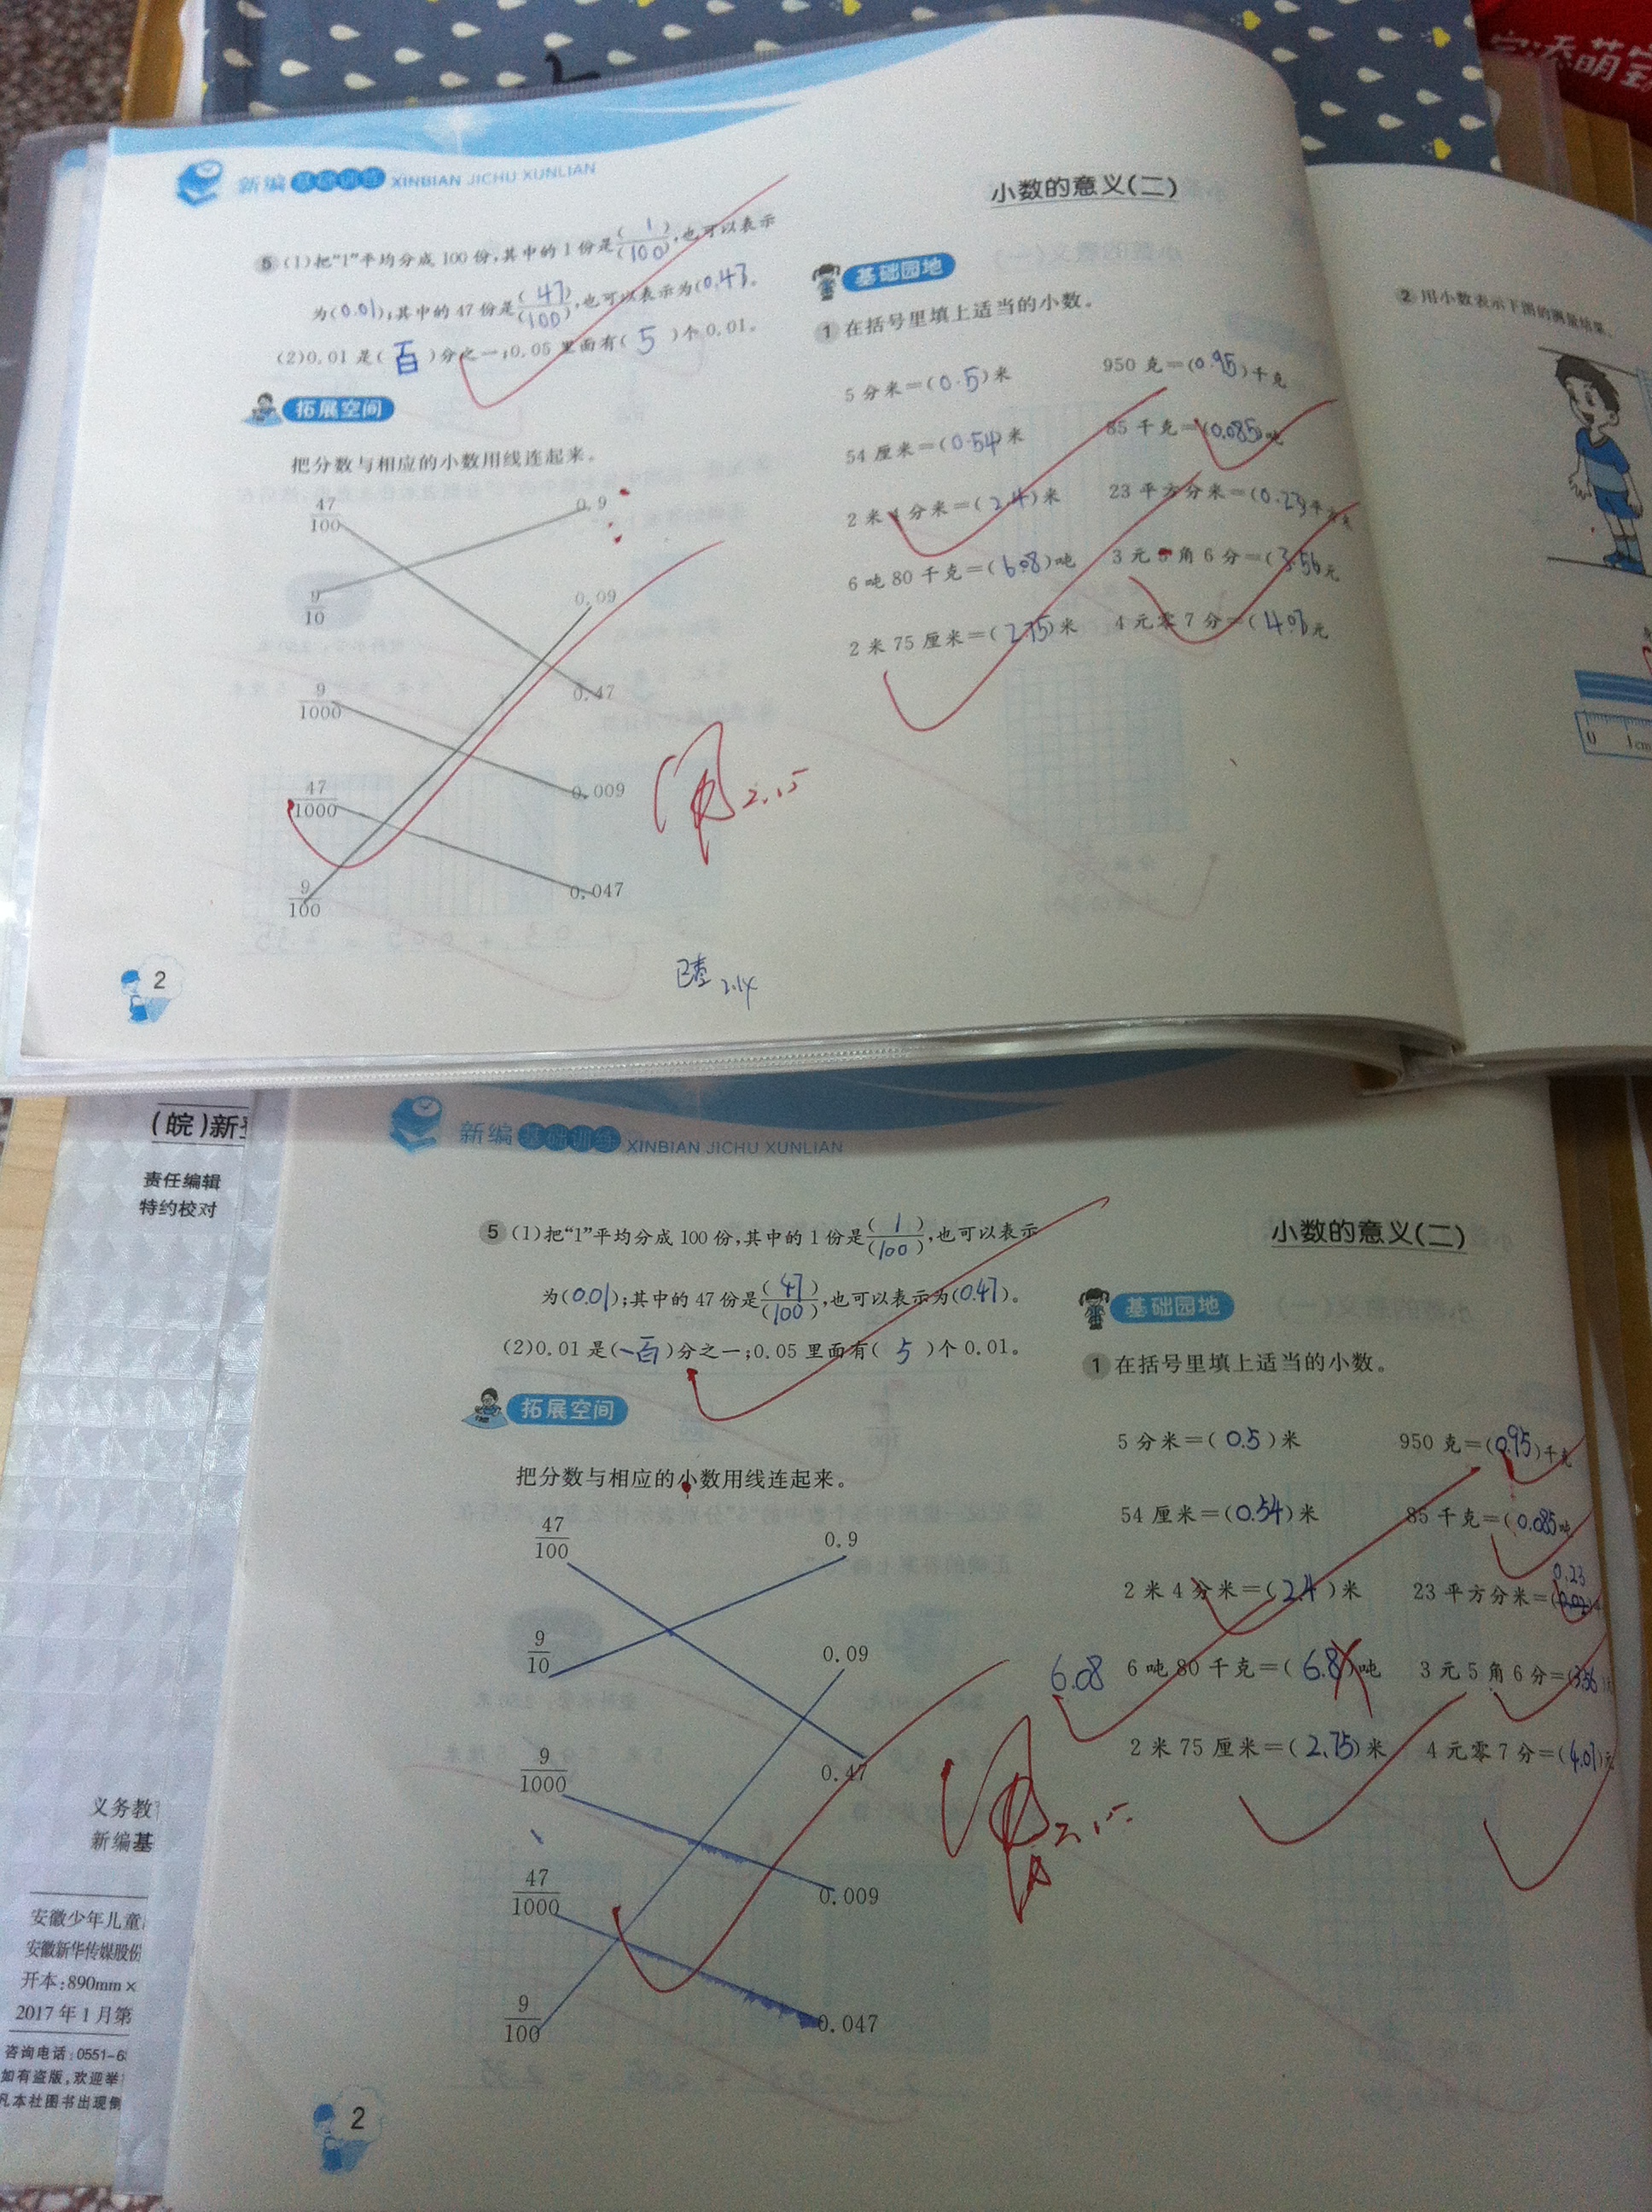 宝添萌宝
新编基础训练 XINBIAN JICHU XUNLIAN
5 (1)把“1”平均分成 100 份,其中的 1 份是(1)/(100),也可以表示
为(0.01);其中的 47 份是(47)/(100),也可以表示为(0.47)。
(2)0.01 是(百)分之一;0.05 里面有(5)个 0.01。
拓展空间
把分数与相应的小数用线连起来。
47/100 0.9
9/10 0.09
9/1000 0.47
47/1000 0.009
9/100 0.047
2.15
已查 2.14
2
小数的意义(二)
基础园地
1 在括号里填上适当的小数。
5 分米=(0.5)米 950 克=(0.95)千克
54 厘米=(0.54)米 85 千克=(0.085)吨
2 米 4 分米=(2.4)米 23 平方分米=(0.23)平方米
6 吨 80 千克=(6.08)吨 3 元 5 角 6 分=(3.56)元
2 米 75 厘米=(2.75)米 4 元零 7 分=(4.07)元
2 用小数表示下图的测量结果。
0 1cm
(皖)新
责任编辑
特约校对
义务教
新编基
安徽少年儿童
安徽新华传媒股份
开本:890mm×
2017 年 1 月第
咨询电话:0551-6
如有盗版,欢迎举
凡本社图书出现倒
新编基础训练 XINBIAN JICHU XUNLIAN
5 (1)把“1”平均分成 100 份,其中的 1 份是(1)/(100),也可以表示
为(0.01);其中的 47 份是(47)/(100),也可以表示为(0.47)。
(2)0.01 是(一百)分之一;0.05 里面有(5)个 0.01。
拓展空间
把分数与相应的小数用线连起来。
47/100 0.9
9/10 0.09
9/1000 0.47
47/1000 0.009
9/100 0.047
2.15
2
小数的意义(二)
基础园地
1 在括号里填上适当的小数。
5 分米=(0.5)米 950 克=(0.95)千克
54 厘米=(0.54)米 85 千克=(0.085)吨
2 米 4 分米=(2.4)米 23 平方分米=(0.23
6.08 6 吨 80 千克=(6.8)吨 3 元 5 角 6 分=(3.56)元
2 米 75 厘米=(2.75)米 4 元零 7 分=(4.07)元